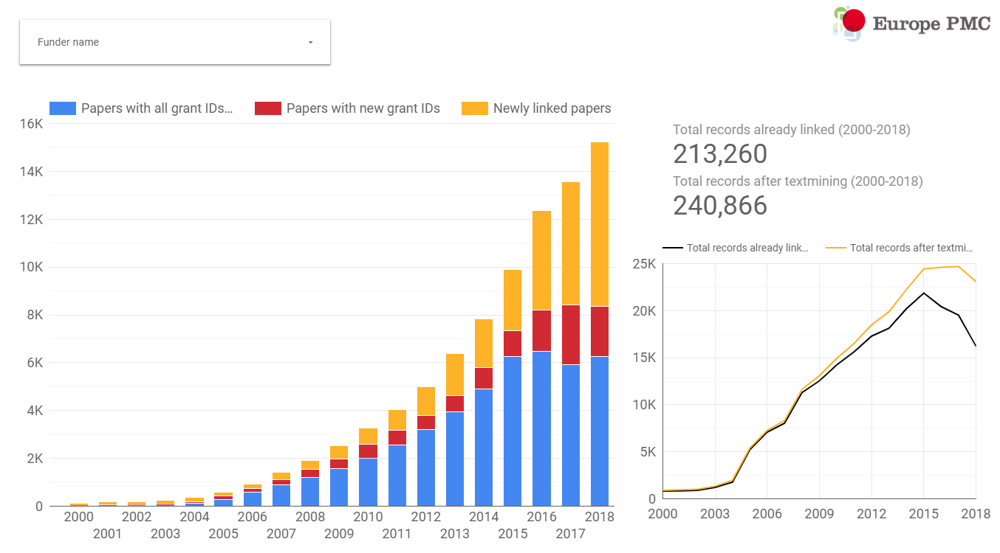 Europe PMC
Funder name
Papers with all grant IDs... Papers with new grant IDs Newly linked papers
16K
14K
12K
10K
8K
6K
4K
2K
0
2000 2002 2004 2006 2008 2010 2012 2014 2016 2018
2001 2003 2005 2007 2009 2011 2013 2015 2017
Total records already linked (2000-2018)
213,260
Total records after textmining (2000-2018)
240,866
Total records already link... Total records after textmi...
25K
20K
15K
10K
5K
0
2000 2003 2006 2009 2012 2015 2018